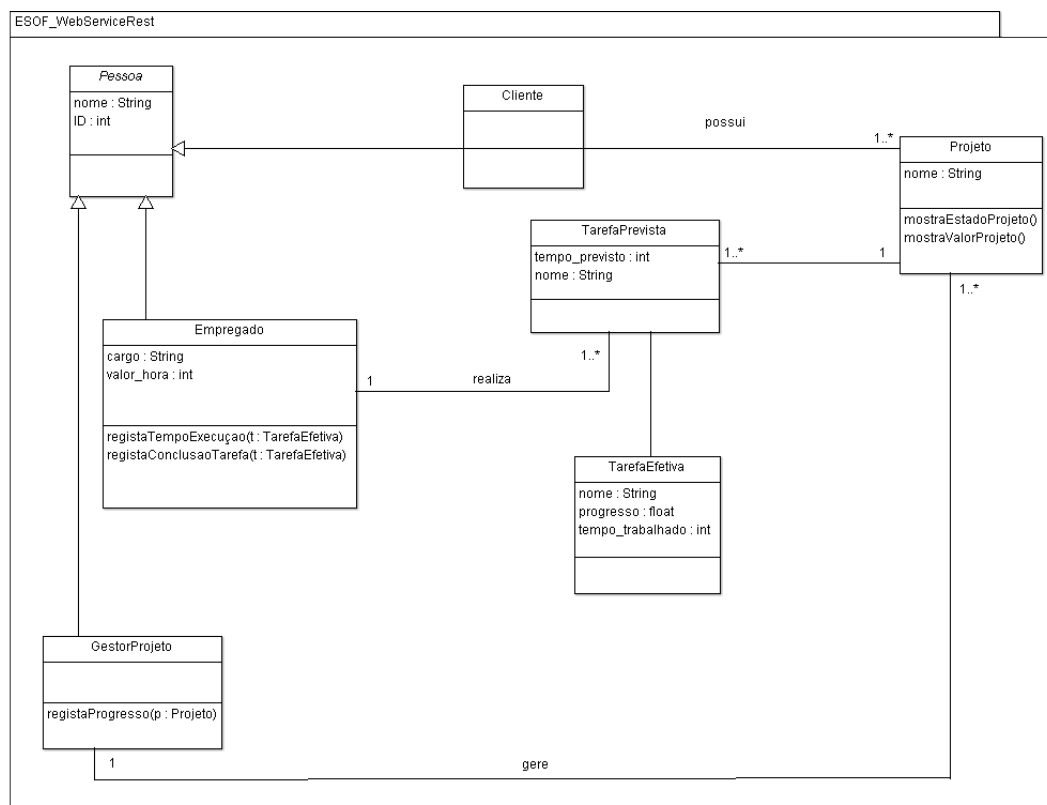 ESOF_WebServiceRest
Pessoa
nome : String
ID : int
Cliente
possui
1..*
Projeto
nome : String
mostraEstadoProjeto()
mostraValorProjeto()
TarefaPrevista
tempo_previsto : int
nome : String
1..*
1
1..*
Empregado
cargo : String
valor_hora : int
registaTempoExecuçao(t : TarefaEfetiva)
registaConclusaoTarefa(t : TarefaEfetiva)
1
realiza
1..*
TarefaEfetiva
nome : String
progresso : float
tempo_trabalhado : int
GestorProjeto
registaProgresso(p : Projeto)
1
gere